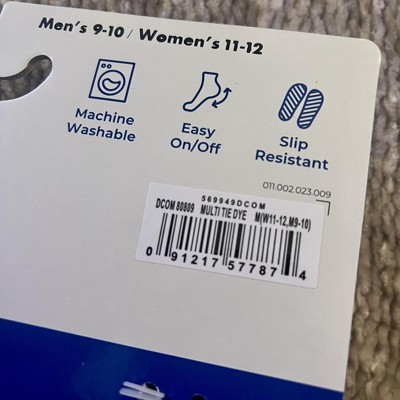 Men's 9-10 / Women's 11-12
Machine
Washable
Easy
On/Off
Slip
Resistant
011.002.023.009
569949DCOM
DCOM 80809 MULTI TIE DYE M(W11-12,M9-10)
0 91217 57787 4